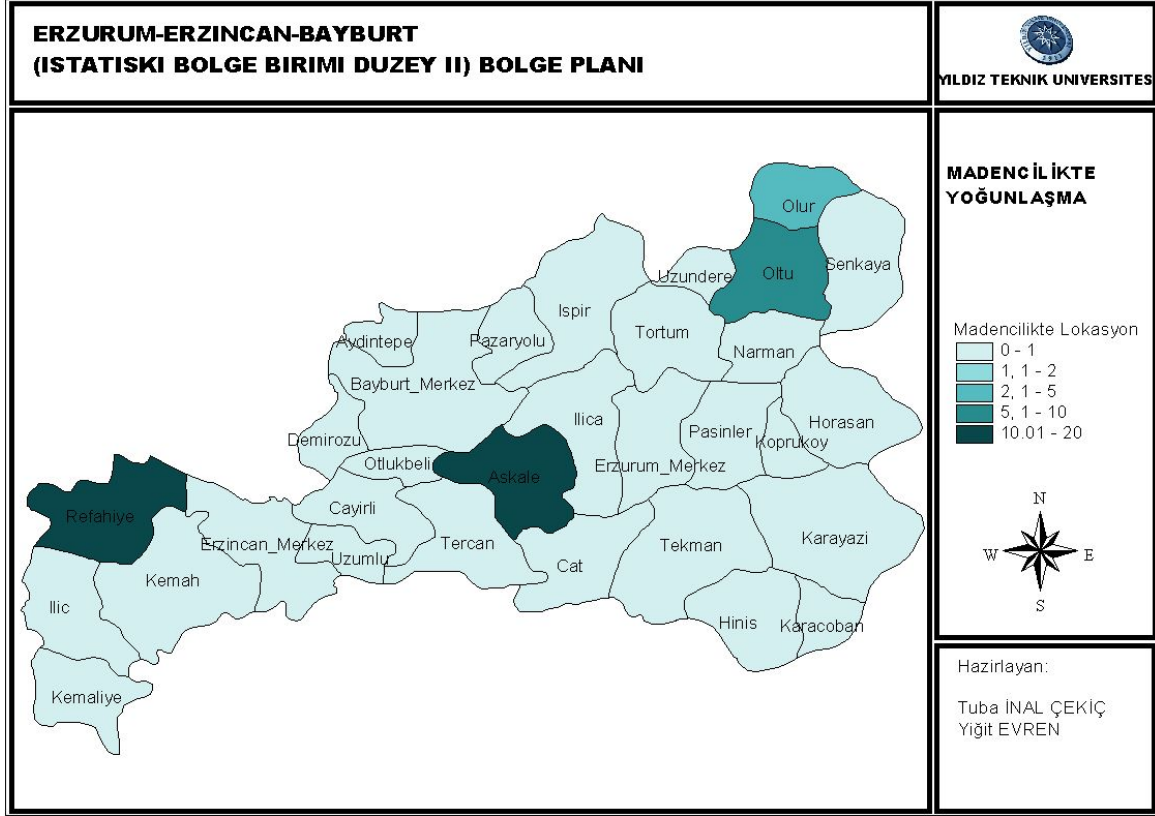 ERZURUM-ERZINCAN-BAYBURT
(ISTATISKI BOLGE BIRIMI DUZEY II) BOLGE PLANI
YILDIZ TEKNIK UNIVERSITES
MADENCİLİKTE
YOĞUNLAŞMA
Madencilikte Lokasyon
0 - 1
1, 1 - 2
2, 1 - 5
5, 1 - 10
10.01 - 20
N
W E
S
Hazirlayan:
Tuba İNAL ÇEKİÇ
Yiğit EVREN
Olur
Senkaya
Oltu
Uzundere
Ispir
Tortum
Narman
Aydintepe
Pazaryolu
Bayburt_Merkez
Ilica
Horasan
Pasinler
Koprukoy
Demirozu
Otlukbeli
Erzurum_Merkez
Askale
Cayirli
Refahiye
Erzincan_Merkez
Tercan
Tekman
Karayazi
Uzumlu
Cat
Kemah
Ilic
Hinis
Karacoban
Kemaliye